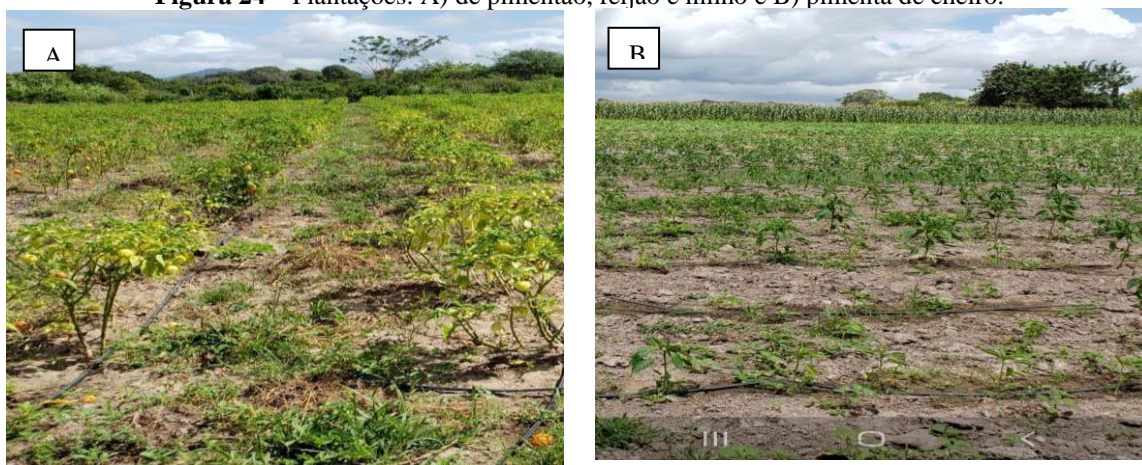 Figura 24 – Plantações: A) de pimentão, feijão e milho e B) pimenta de cheiro.
A
B